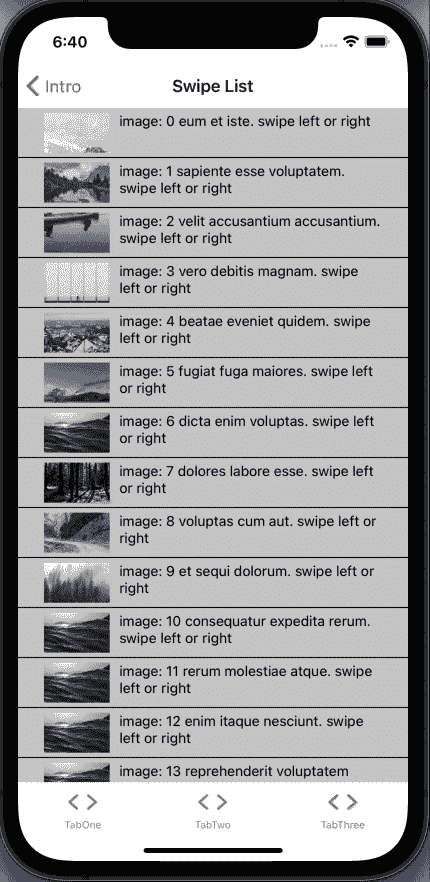 6:40
Intro
Swipe List
image: 0 eum et iste. swipe left or right
image: 1 sapiente esse voluptatem.
swipe left or right
image: 2 velit accusantium accusantium.
swipe left or right
image: 3 vero debitis magnam. swipe
left or right
image: 4 beatae eveniet quidem. swipe
left or right
image: 5 fugiat fuga maiores. swipe left
or right
image: 6 dicta enim voluptas. swipe left
or right
image: 7 dolores labore esse. swipe left
or right
image: 8 voluptas cum aut. swipe left or
right
image: 9 et sequi dolorum. swipe left or
right
image: 10 consequatur expedita rerum.
swipe left or right
image: 11 rerum molestiae atque. swipe
left or right
image: 12 enim itaque nesciunt. swipe
left or right
image: 13 reprehenderit voluptatem
TabOne
TabTwo
TabThree